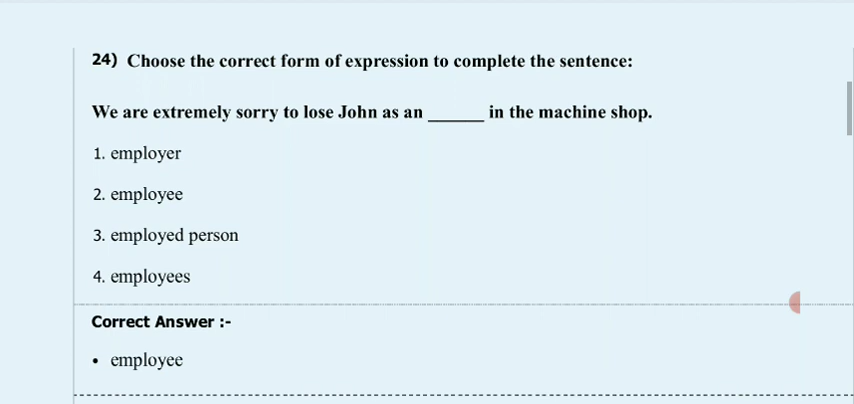 24) Choose the correct form of expression to complete the sentence:
We are extremely sorry to lose John as an ______ in the machine shop.
1. employer
2. employee
3. employed person
4. employees
Correct Answer :-
• employee